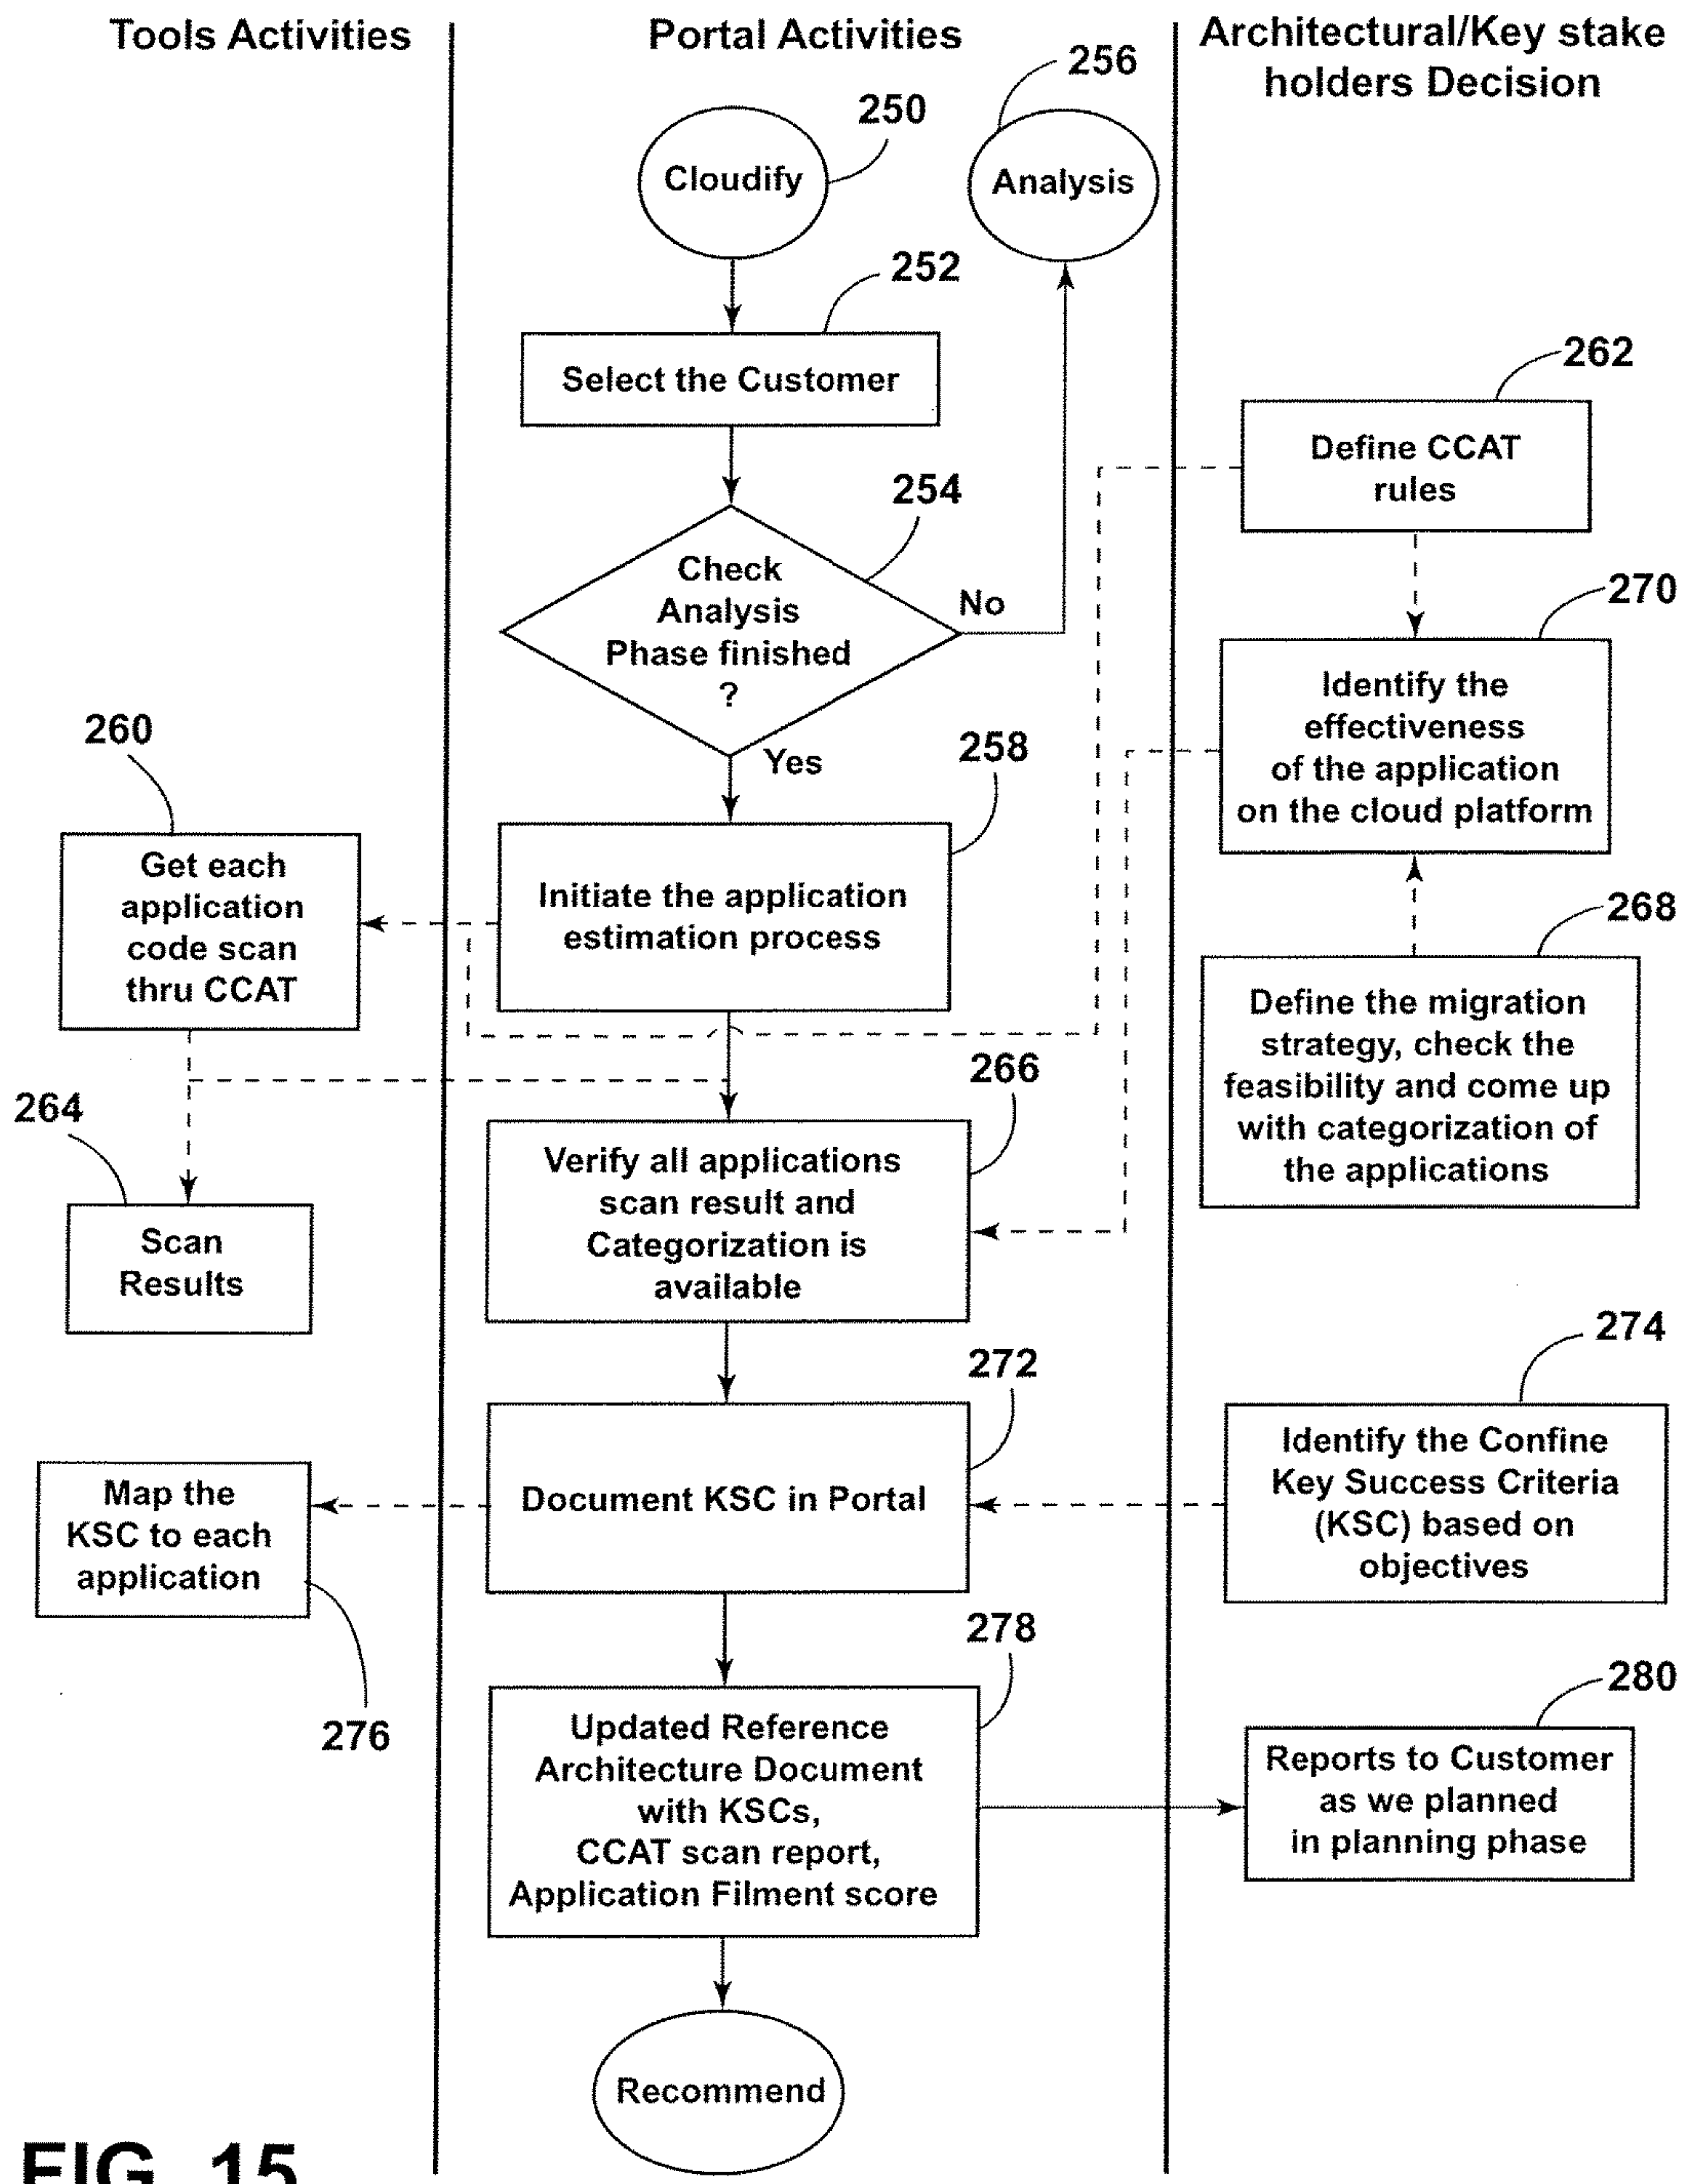 Tools Activities
Portal Activities
Architectural/Key stake
holders Decision
256
250
Cloudify
Analysis
252
Select the Customer
262
Define CCAT
rules
254
Check
Analysis
Phase finished
?
No
Yes
270
Identify the
effectiveness
of the application
on the cloud platform
260
Get each
application
code scan
thru CCAT
258
Initiate the application
estimation process
268
Define the migration
strategy, check the
feasibility and come up
with categorization of
the applications
264
Scan
Results
266
Verify all applications
scan result and
Categorization is
available
272
Document KSC in Portal
274
Identify the Confine
Key Success Criteria
(KSC) based on
objectives
Map the
KSC to each
application
276
278
Updated Reference
Architecture Document
with KSCs,
CCAT scan report,
Application Filment score
280
Reports to Customer
as we planned
in planning phase
Recommend
FIG. 15